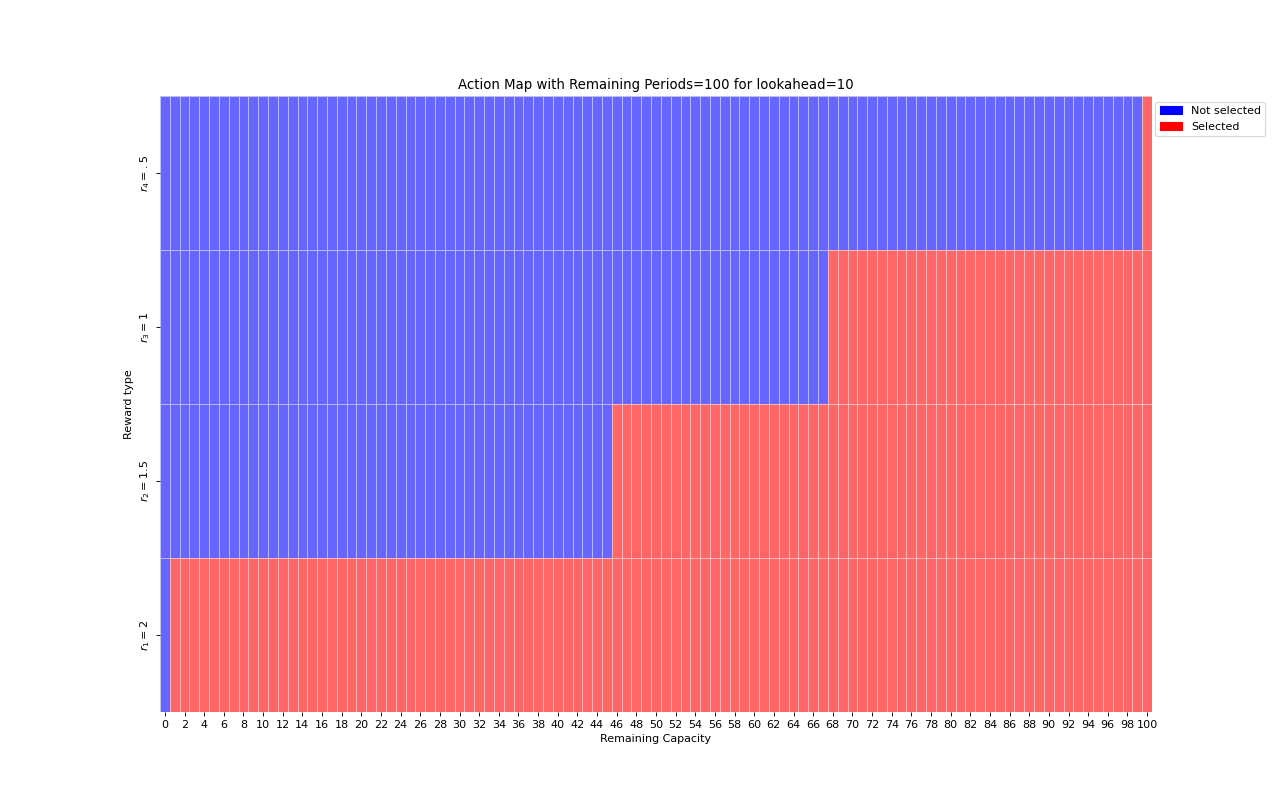 Action Map with Remaining Periods=100 for lookahead=10
Not selected
Selected
Reward type
r₄ = .5
r₃ = 1
r₂ = 1.5
r₁ = 2
0 2 4 6 8 10 12 14 16 18 20 22 24 26 28 30 32 34 36 38 40 42 44 46 48 50 52 54 56 58 60 62 64 66 68 70 72 74 76 78 80 82 84 86 88 90 92 94 96 98 100
Remaining Capacity